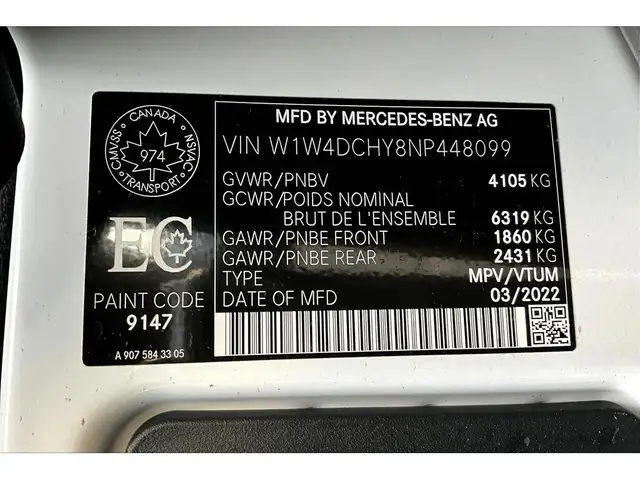 CANADA
CMVSS
NSVAC
974
TRANSPORT
EC
PAINT CODE
9147
A 907 584 33 05
MFD BY MERCEDES-BENZ AG
VIN W1W4DCHY8NP448099
GVWR/PNBV 4105 KG
GCWR/POIDS NOMINAL
BRUT DE L'ENSEMBLE 6319 KG
GAWR/PNBE FRONT 1860 KG
GAWR/PNBE REAR 2431 KG
TYPE MPV/VTUM
DATE OF MFD 03/2022